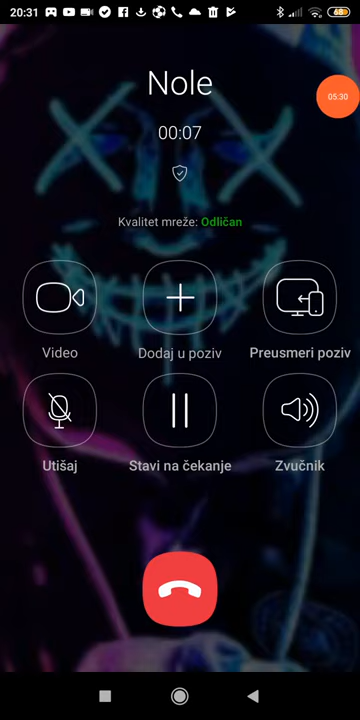 20:31
68
Nole
05:30
00:07
Kvalitet mreže: Odličan
Video
Dodaj u poziv
Preusmeri poziv
Utišaj
Stavi na čekanje
Zvučnik